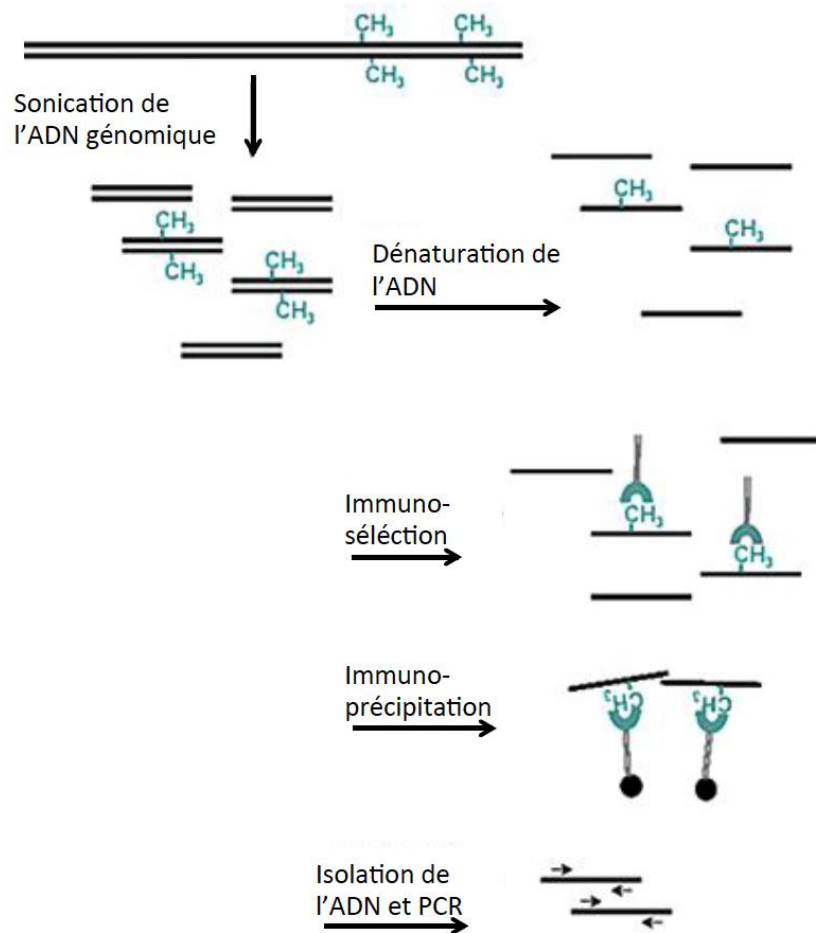 CH₃
CH₃
CH₃
CH₃
Sonication de
l'ADN génomique
CH₃
CH₃
CH₃
CH₃
Dénaturation de
l'ADN
CH₃
CH₃
Immuno-
séléction
CH₃
CH₃
Immuno-
précipitation
CH₃
CH₃
Isolation de
l'ADN et PCR